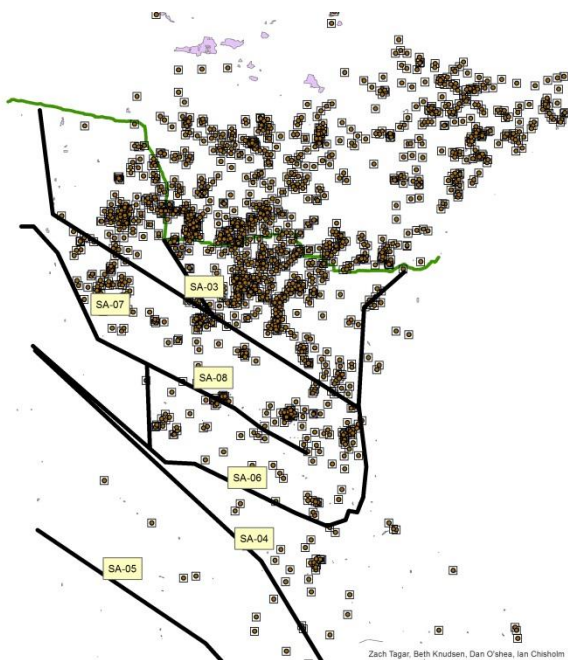 SA-03
SA-07
SA-08
SA-06
SA-04
SA-05
Zach Tagar, Beth Knudsen, Dan O'shea, Ian Chisholm